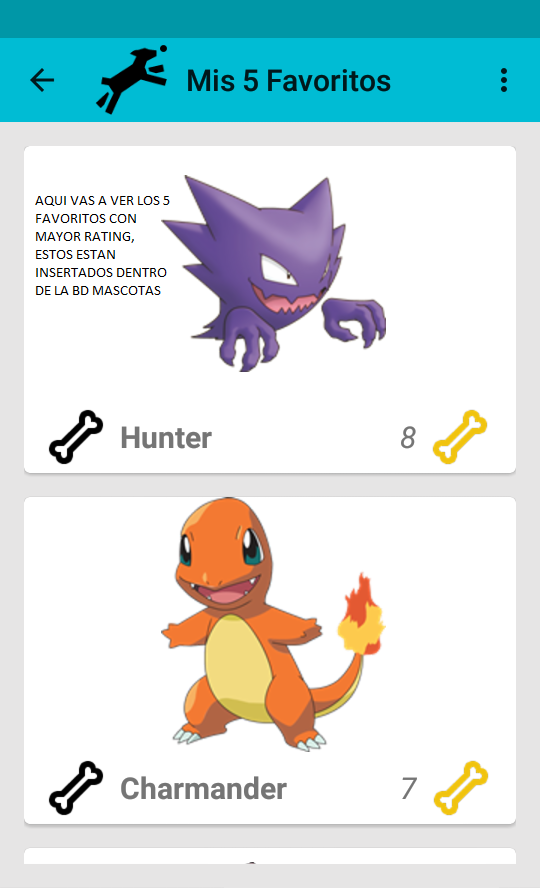 Mis 5 Favoritos
AQUI VAS A VER LOS 5
FAVORITOS CON
MAYOR RATING,
ESTOS ESTAN
INSERTADOS DENTRO
DE LA BD MASCOTAS
Hunter 8
Charmander 7